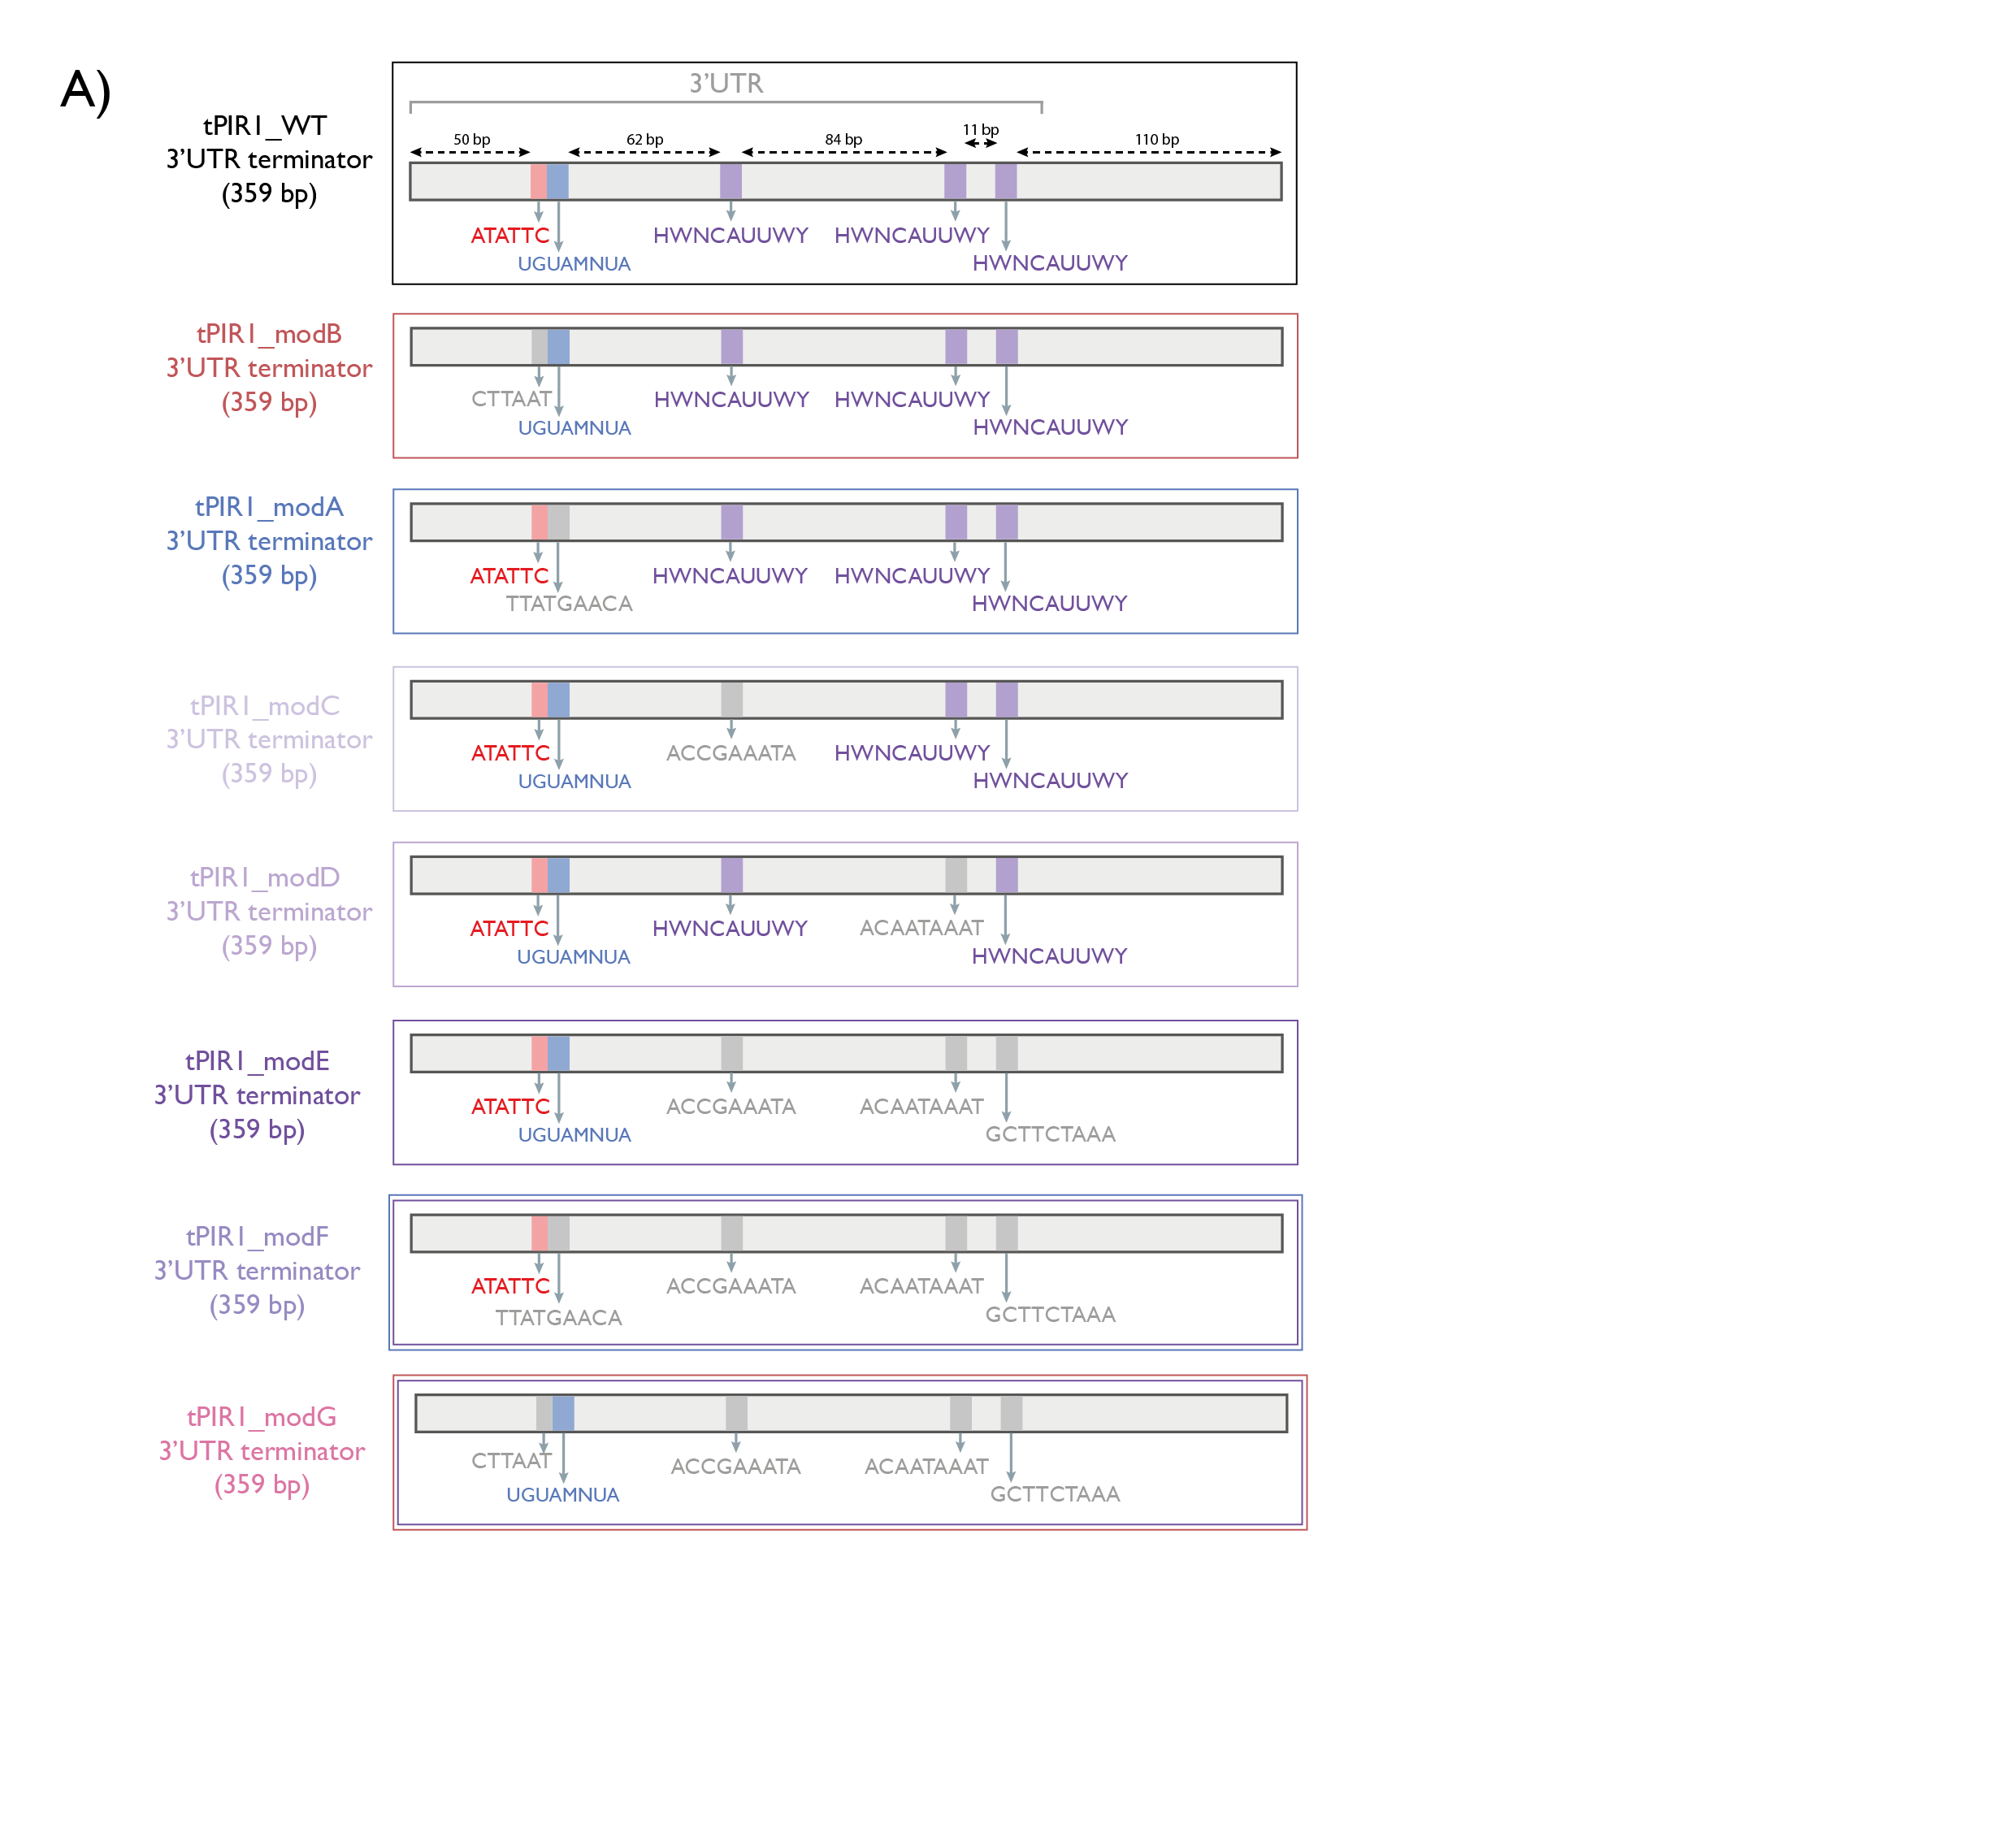 A)
3'UTR
tPIR1_WT
3'UTR terminator
(359 bp)
50 bp
62 bp
84 bp
11 bp
110 bp
ATATTC
HWNCAUUWY
HWNCAUUWY
UGUAMNUA
HWNCAUUWY
tPIR1_modB
3'UTR terminator
(359 bp)
CTTAAT
HWNCAUUWY
HWNCAUUWY
UGUAMNUA
HWNCAUUWY
tPIR1_modA
3'UTR terminator
(359 bp)
ATATTC
HWNCAUUWY
HWNCAUUWY
TTATGAACA
HWNCAUUWY
tPIR1_modC
3'UTR terminator
(359 bp)
ATATTC
ACCGAAATA
HWNCAUUWY
UGUAMNUA
HWNCAUUWY
tPIR1_modD
3'UTR terminator
(359 bp)
ATATTC
HWNCAUUWY
ACAATAAAT
UGUAMNUA
HWNCAUUWY
tPIR1_modE
3'UTR terminator
(359 bp)
ATATTC
ACCGAAATA
ACAATAAAT
UGUAMNUA
GCTTCTAAA
tPIR1_modF
3'UTR terminator
(359 bp)
ATATTC
ACCGAAATA
ACAATAAAT
TTATGAACA
GCTTCTAAA
tPIR1_modG
3'UTR terminator
(359 bp)
CTTAAT
ACCGAAATA
ACAATAAAT
UGUAMNUA
GCTTCTAAA